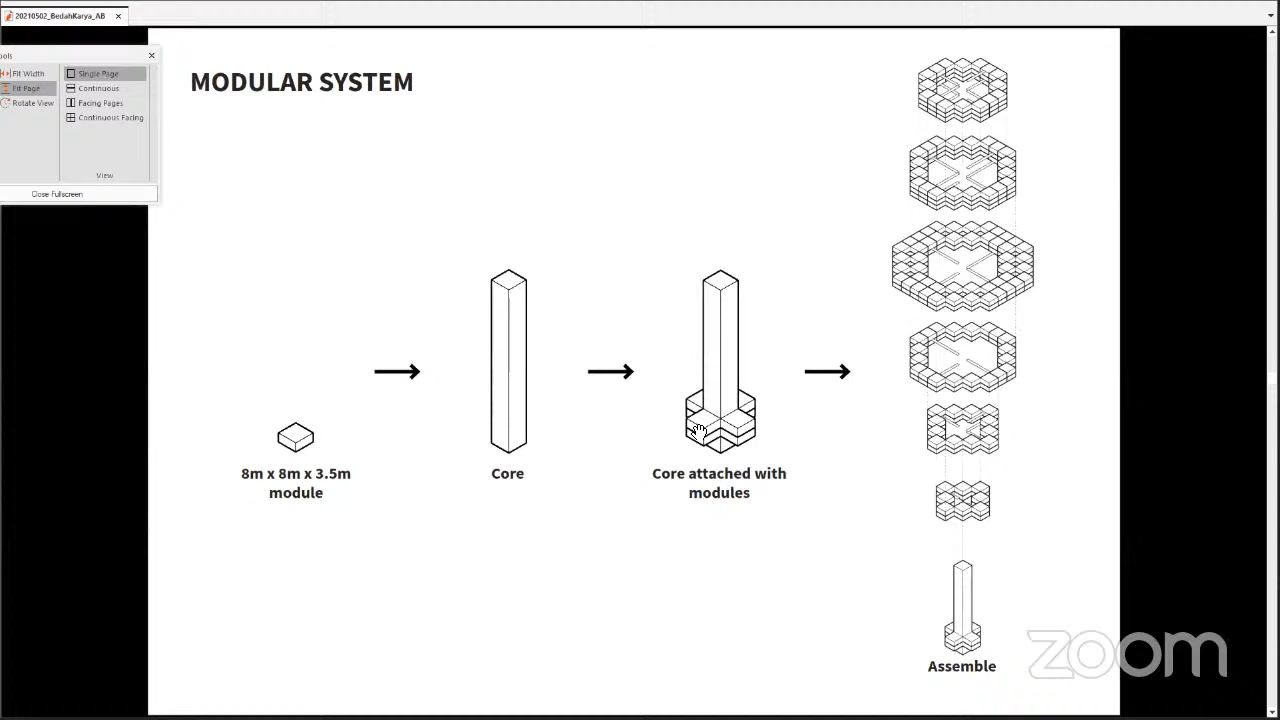 20210502_BedahKarya_AB
ols
Fit Width
Single Page
Fit Page
Continuous
Rotate View
Facing Pages
Continuous Facing
View
Close Fullscreen
MODULAR SYSTEM
8m x 8m x 3.5m
module
Core
Core attached with
modules
Assemble
zoom